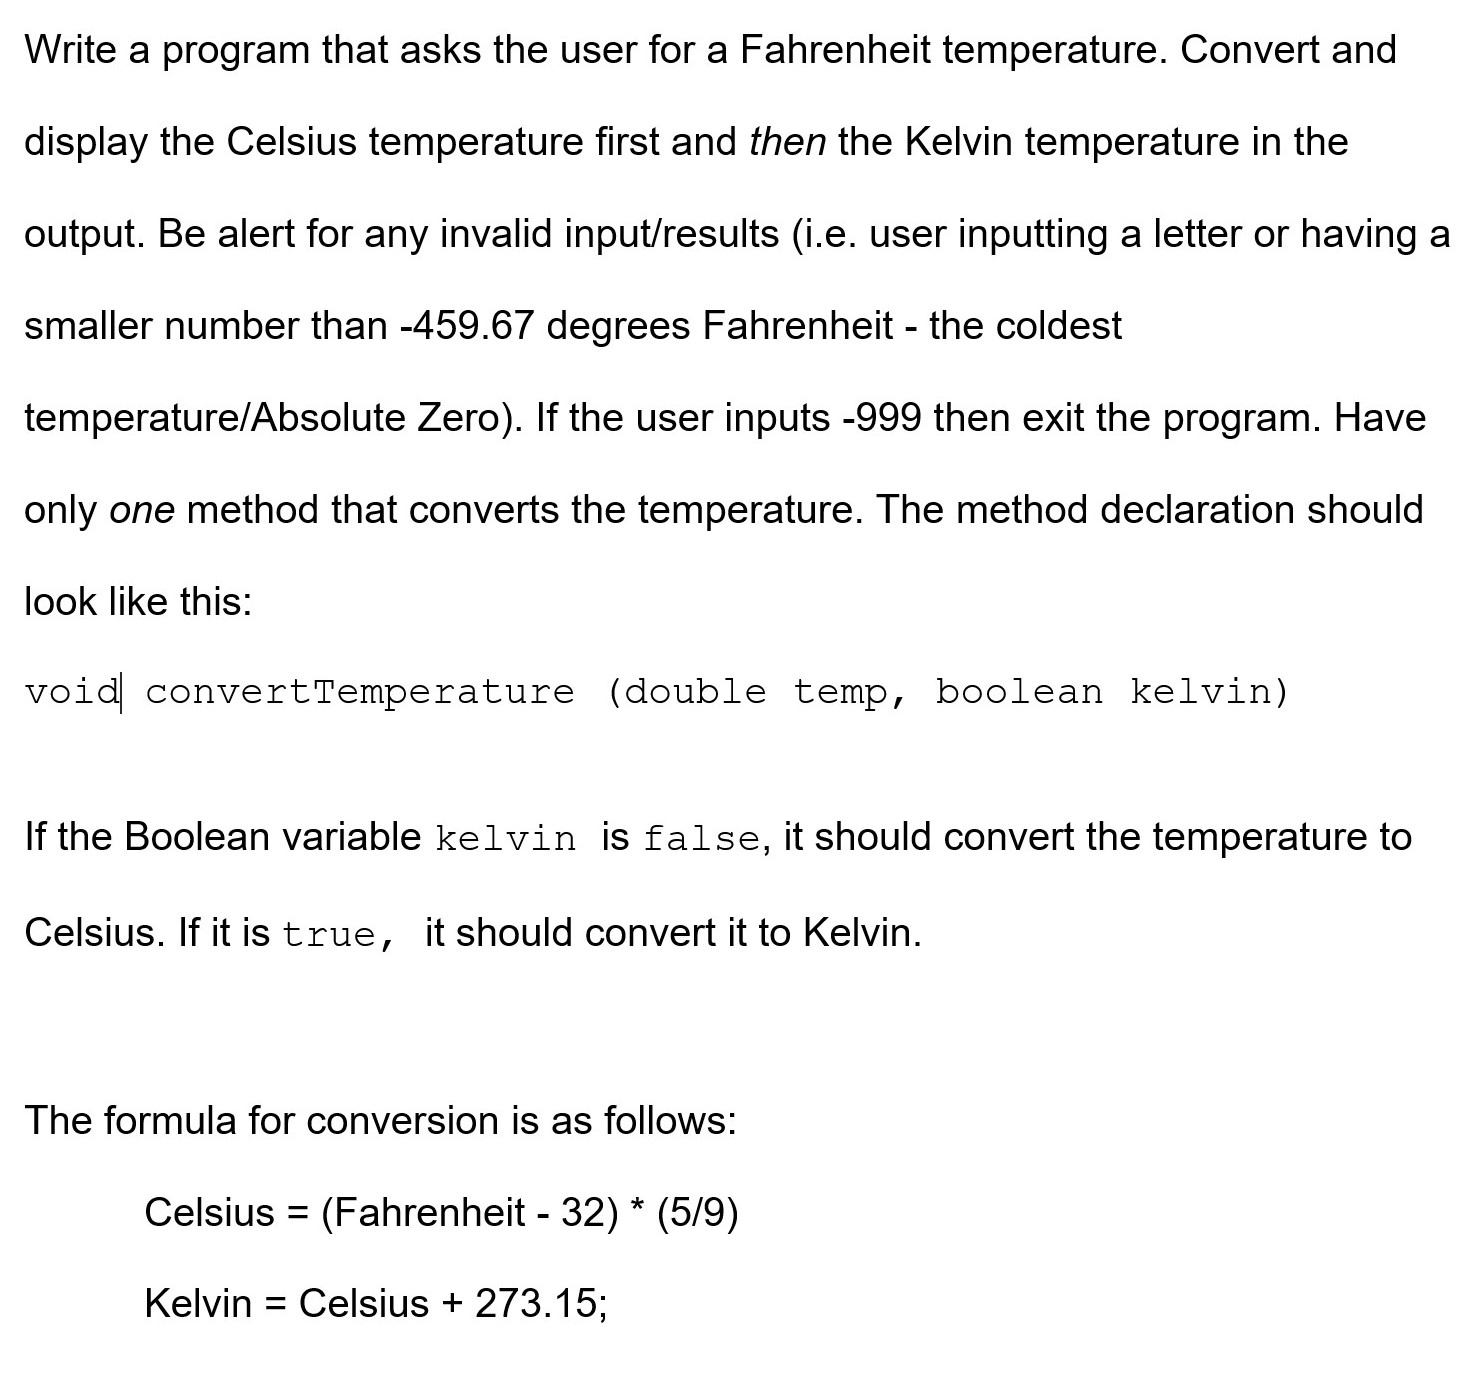 Write a program that asks the user for a Fahrenheit temperature. Convert and
display the Celsius temperature first and then the Kelvin temperature in the
output. Be alert for any invalid input/results (i.e. user inputting a letter or having a
smaller number than -459.67 degrees Fahrenheit - the coldest
temperature/Absolute Zero). If the user inputs -999 then exit the program. Have
only one method that converts the temperature. The method declaration should
look like this:
void convertTemperature (double temp, boolean kelvin)
If the Boolean variable kelvin is false, it should convert the temperature to
Celsius. If it is true, it should convert it to Kelvin.
The formula for conversion is as follows:
Celsius = (Fahrenheit - 32) * (5/9)
Kelvin = Celsius + 273.15;